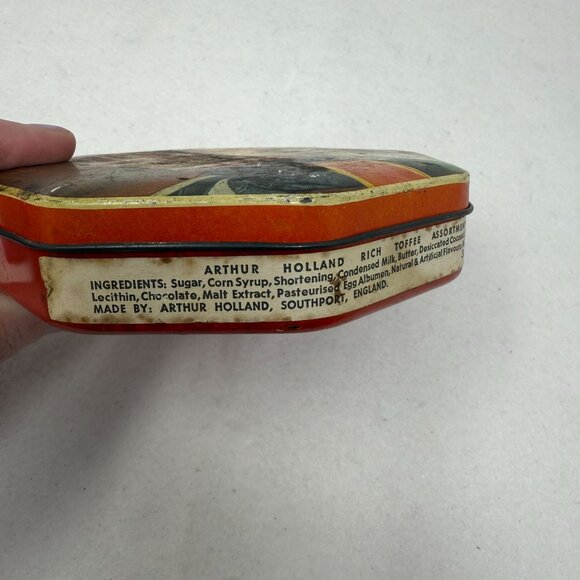 ARTHUR HOLLAND RICH TOFFEE
INGREDIENTS: Sugar, Corn Syrup, Shortening, Condensed Milk, Butter, Desiccated
Lecithin, Chocolate, Malt Extract, Pasteurised Egg Albumen, Natural & Artificial Flavours,
MADE BY: ARTHUR HOLLAND, SOUTHPORT, ENGLAND.